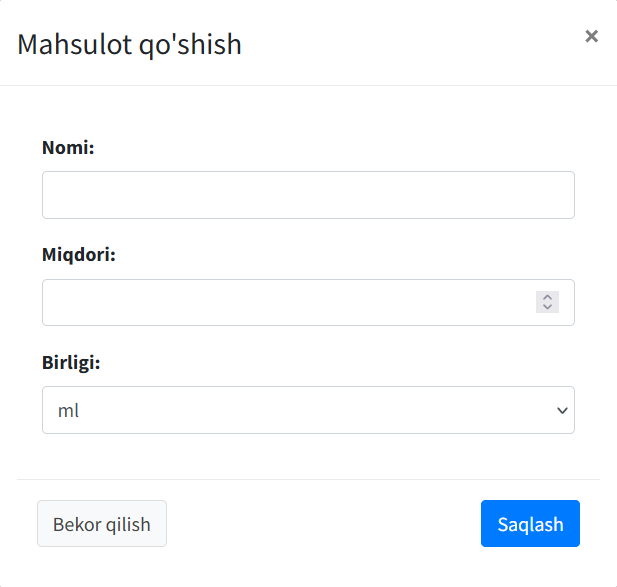 Mahsulot qo'shish
×
Nomi:
Miqdori:
Birligi:
ml
Bekor qilish
Saqlash